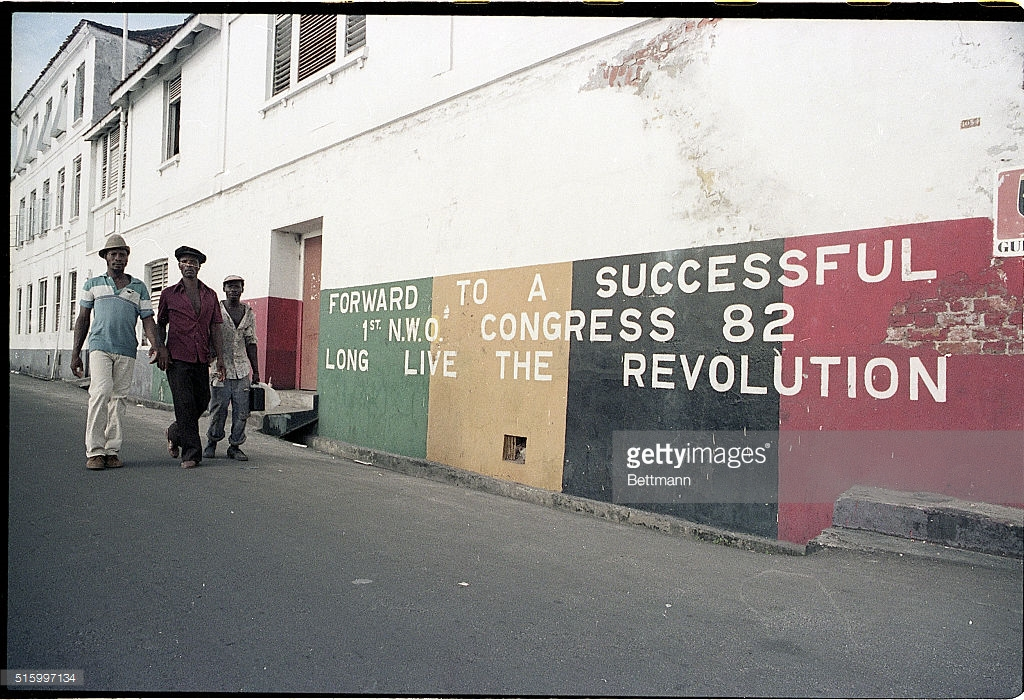 FORWARD TO A SUCCESSFUL
1ST. N.W.O. CONGRESS 82
LONG LIVE THE REVOLUTION
gettyimages®
Bettmann
515997134